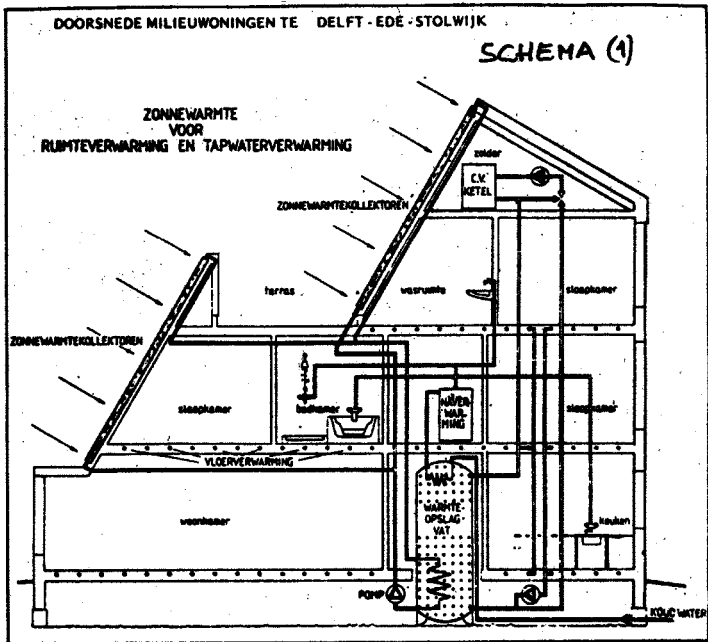 DOORSNEDE MILIEUWONINGEN TE DELFT - EDE - STOLWIJK
SCHEMA (1)
ZONNEWARMTE
VOOR
RUIMTEVERWARMING EN TAPWATERVERWARMING
zolder
C.V.
KETEL
ZONNEWARMTEKOLLEKTOREN
terras
wasruimte
slaapkamer
ZONNEWARMTEKOLLEKTOREN
slaapkamer
badkamer
NAVER-
WAR-
MING
slaapkamer
VLOERVERWARMING
woonkamer
WARMTE-
OPSLAG
VAT
keuken
POMP
KOUD WATER